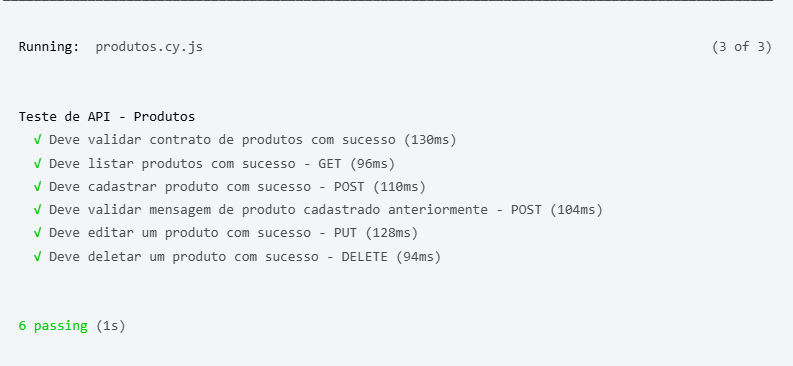 Running:  produtos.cy.js (3 of 3)
Teste de API - Produtos
√ Deve validar contrato de produtos com sucesso (130ms)
√ Deve listar produtos com sucesso - GET (96ms)
√ Deve cadastrar produto com sucesso - POST (110ms)
√ Deve validar mensagem de produto cadastrado anteriormente - POST (104ms)
√ Deve editar um produto com sucesso - PUT (128ms)
√ Deve deletar um produto com sucesso - DELETE (94ms)
6 passing (1s)